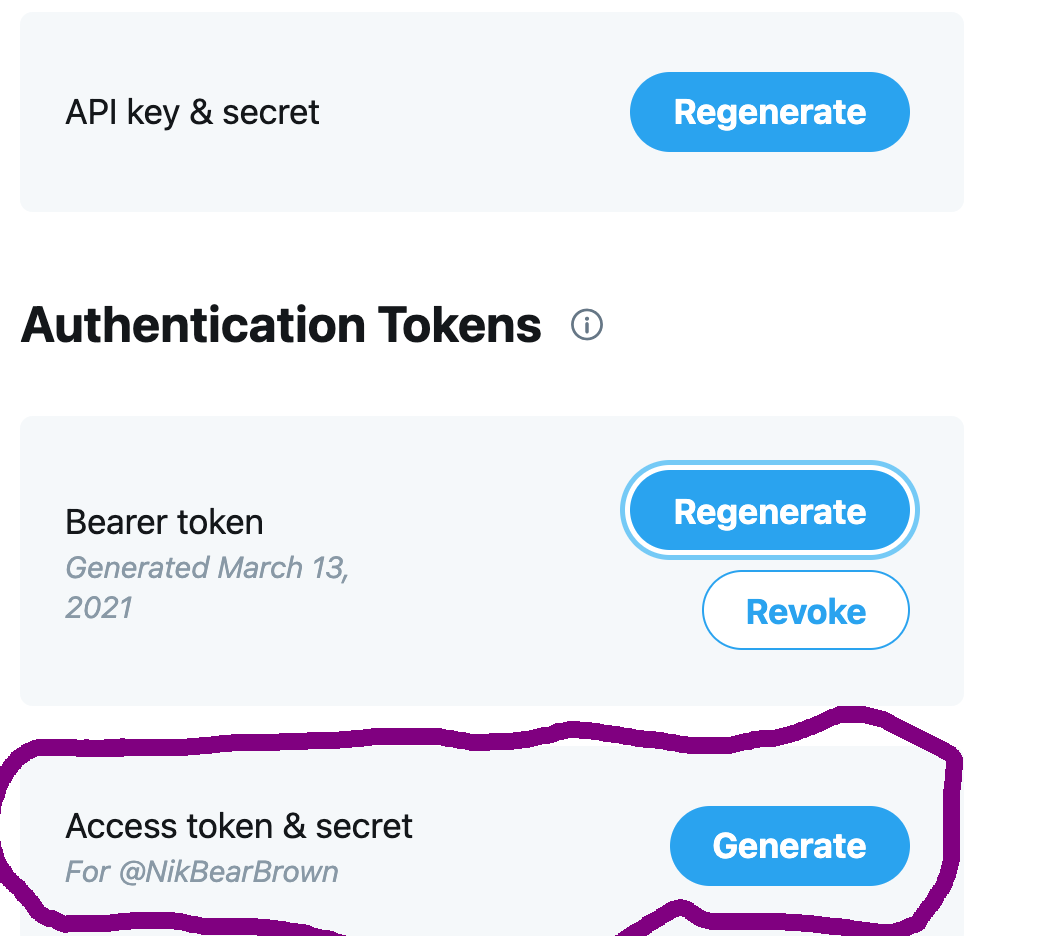 API key & secret
Regenerate
Authentication Tokens
Bearer token
Generated March 13,
2021
Regenerate
Revoke
Access token & secret
For @NikBearBrown
Generate